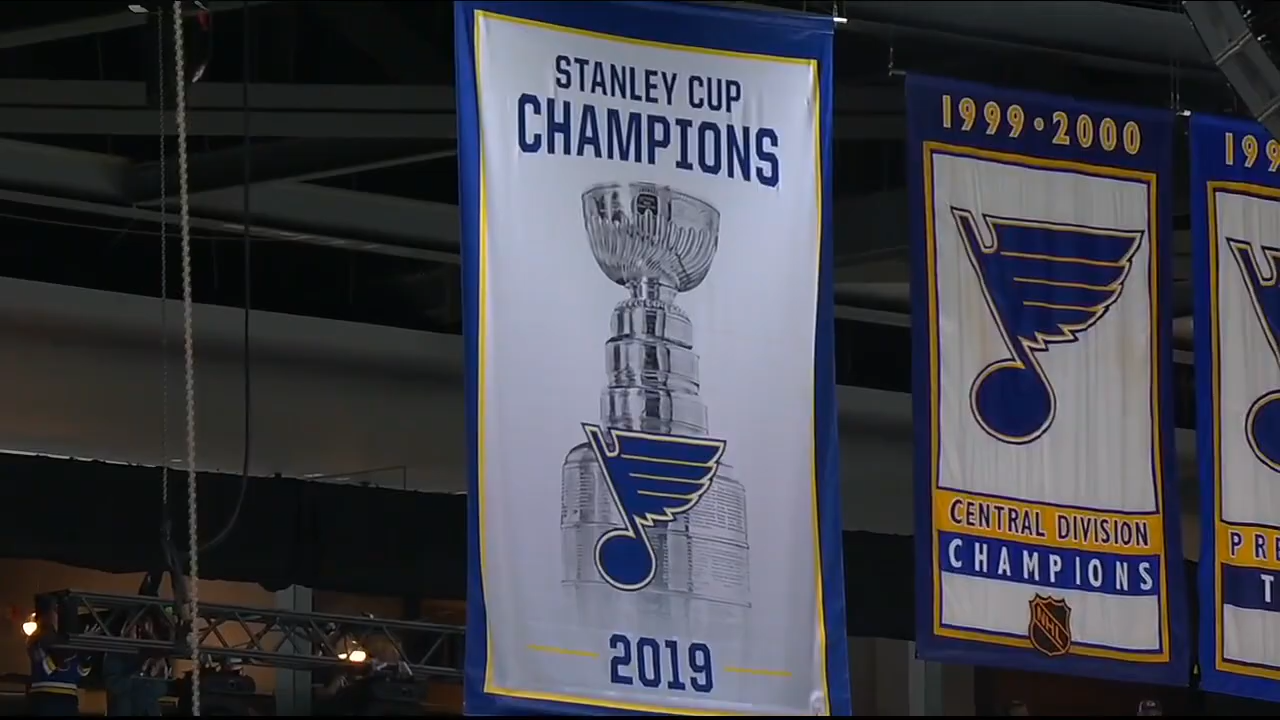 STANLEY CUP
CHAMPIONS
2019
1999·2000
CENTRAL DIVISION
CHAMPIONS
NHL